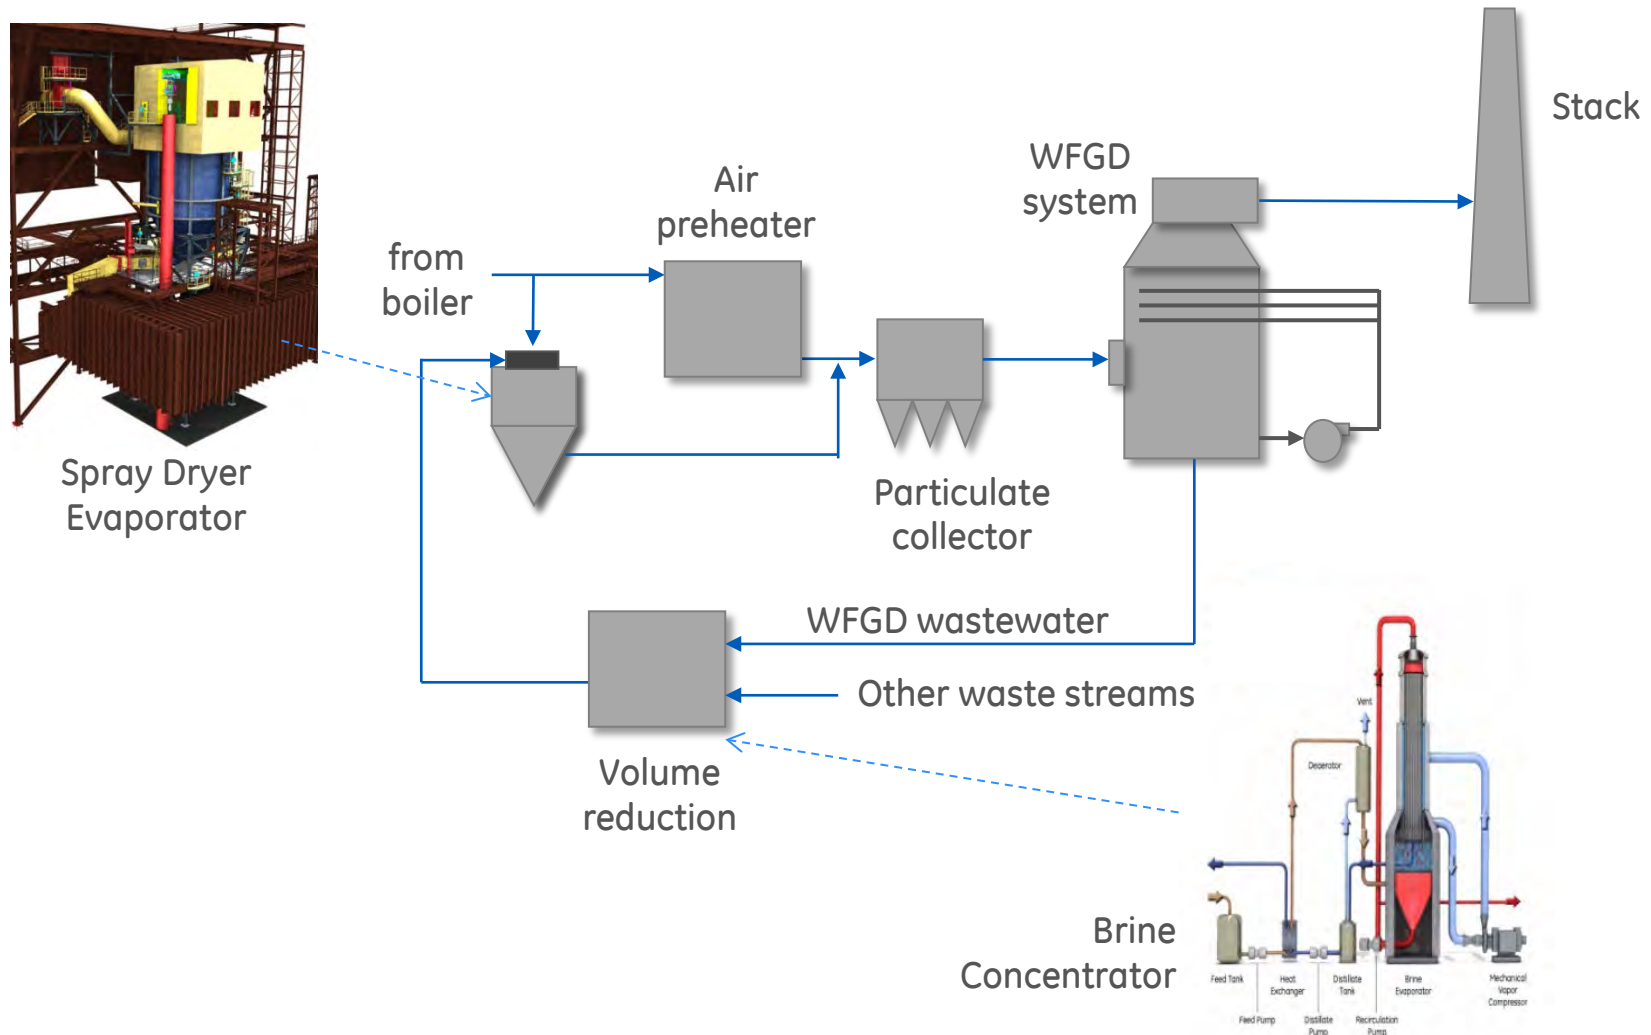 Stack
WFGD
system
Air
preheater
from
boiler
Spray Dryer
Evaporator
Particulate
collector
WFGD wastewater
Other waste streams
Volume
reduction
Vent
Deaerator
Brine
Concentrator
Feed Tank
Heat
Exchanger
Distillate
Tank
Brine
Evaporator
Mechanical
Vapor
Compressor
Feed Pump
Distillate
Pump
Recirculation
Pump